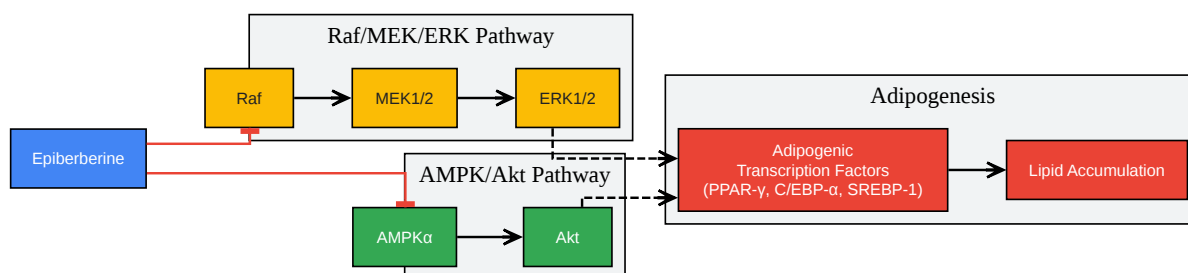 Raf/MEK/ERK Pathway
Raf
MEK1/2
ERK1/2
Adipogenesis
Epiberberine
Adipogenic
Transcription Factors
(PPAR-γ, C/EBP-α, SREBP-1)
Lipid Accumulation
AMPK/Akt Pathway
AMPKα
Akt